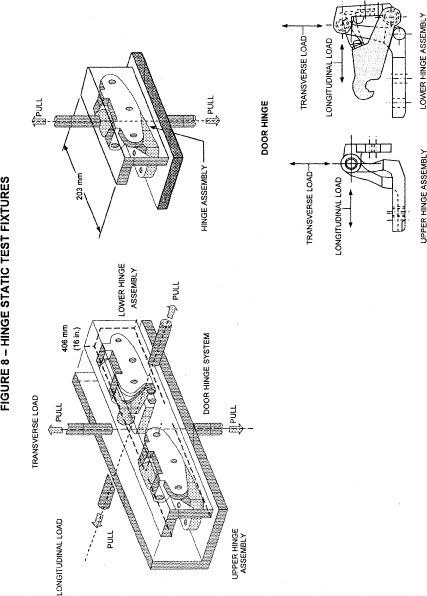 FIGURE 8 – HINGE STATIC TEST FIXTURES
LONGITUDINAL LOAD
PULL
TRANSVERSE LOAD
PULL
406 mm
(16 in.)
LOWER HINGE
ASSEMBLY
PULL
DOOR HINGE SYSTEM
PULL
UPPER HINGE
ASSEMBLY
203 mm
PULL
PULL
HINGE ASSEMBLY
DOOR HINGE
TRANSVERSE LOAD
LONGITUDINAL LOAD
UPPER HINGE ASSEMBLY
TRANSVERSE LOAD
LONGITUDINAL LOAD
LOWER HINGE ASSEMBLY